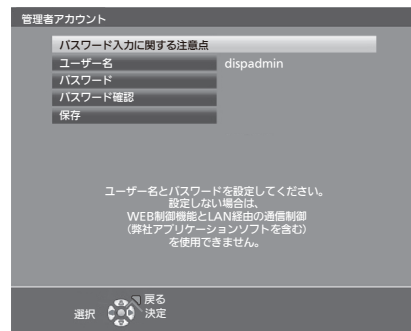 管理者アカウント
パスワード入力に関する注意点
ユーザー名 dispadmin
パスワード
パスワード確認
保存
ユーザー名とパスワードを設定してください。
設定しない場合は、
WEB制御機能とLAN経由の通信制御
（弊社アプリケーションソフトを含む）
を使用できません。
戻る
選択 決定